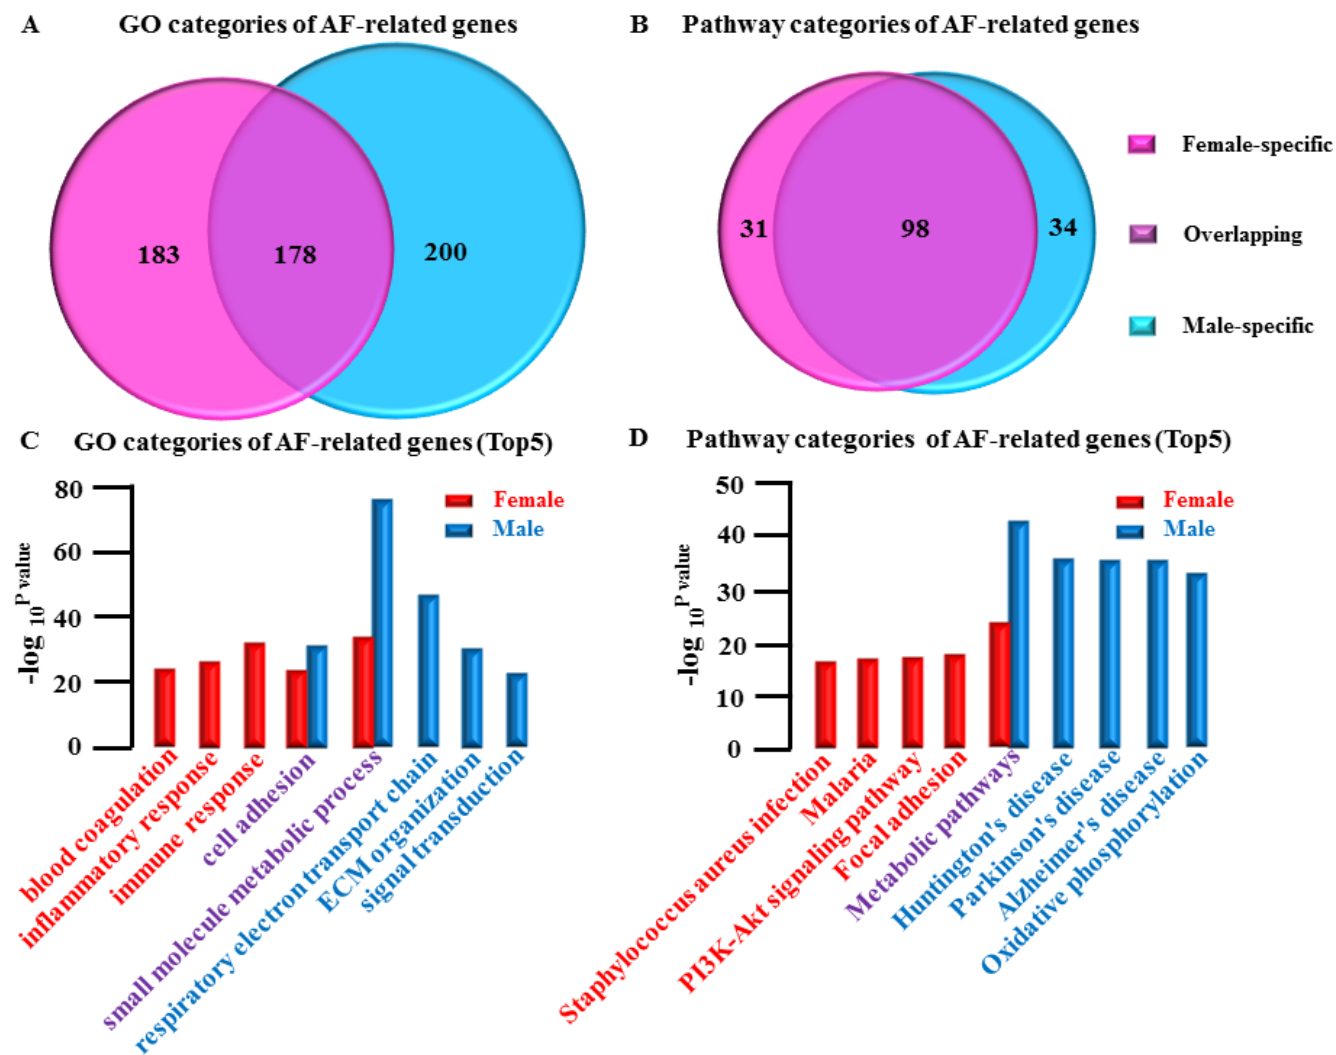 A GO categories of AF-related genes
B Pathway categories of AF-related genes
183
178
200
31
98
34
Female-specific
Overlapping
Male-specific
C GO categories of AF-related genes (Top5)
-log 10 P value
80
60
40
20
0
Female
Male
blood coagulation
inflammatory response
immune response
cell adhesion
small molecule metabolic process
respiratory electron transport chain
ECM organization
signal transduction
D Pathway categories of AF-related genes (Top5)
-log 10 P value
50
40
30
20
10
0
Female
Male
Staphylococcus aureus infection
Malaria
PI3K-Akt signaling pathway
Focal adhesion
Metabolic pathways
Huntington's disease
Parkinson's disease
Alzheimer's disease
Oxidative phosphorylation